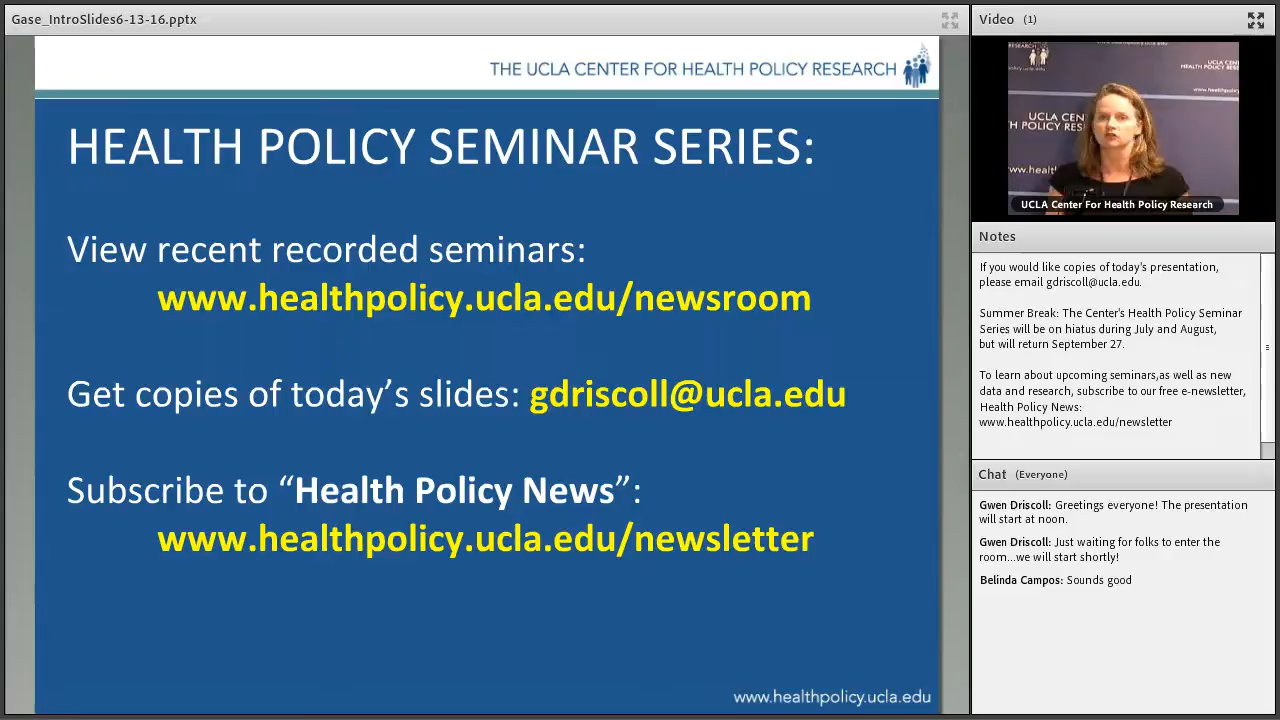 Gase_IntroSlides6-13-16.pptx
THE UCLA CENTER FOR HEALTH POLICY RESEARCH
HEALTH POLICY SEMINAR SERIES:
View recent recorded seminars:
www.healthpolicy.ucla.edu/newsroom
Get copies of today’s slides: gdriscoll@ucla.edu
Subscribe to “Health Policy News”:
www.healthpolicy.ucla.edu/newsletter
www.healthpolicy.ucla.edu
Video (1)
UCLA CEN
HEALTH POLICY RES
UCLA Center For Health Policy Research
Notes
If you would like copies of today's presentation,
please email gdriscoll@ucla.edu.
Summer Break: The Center's Health Policy Seminar
Series will be on hiatus during July and August,
but will return September 27.
To learn about upcoming seminars,as well as new
data and research, subscribe to our free e-newsletter,
Health Policy News:
www.healthpolicy.ucla.edu/newsletter
Chat (Everyone)
Gwen Driscoll: Greetings everyone! The presentation
will start at noon.
Gwen Driscoll: Just waiting for folks to enter the
room...we will start shortly!
Belinda Campos: Sounds good